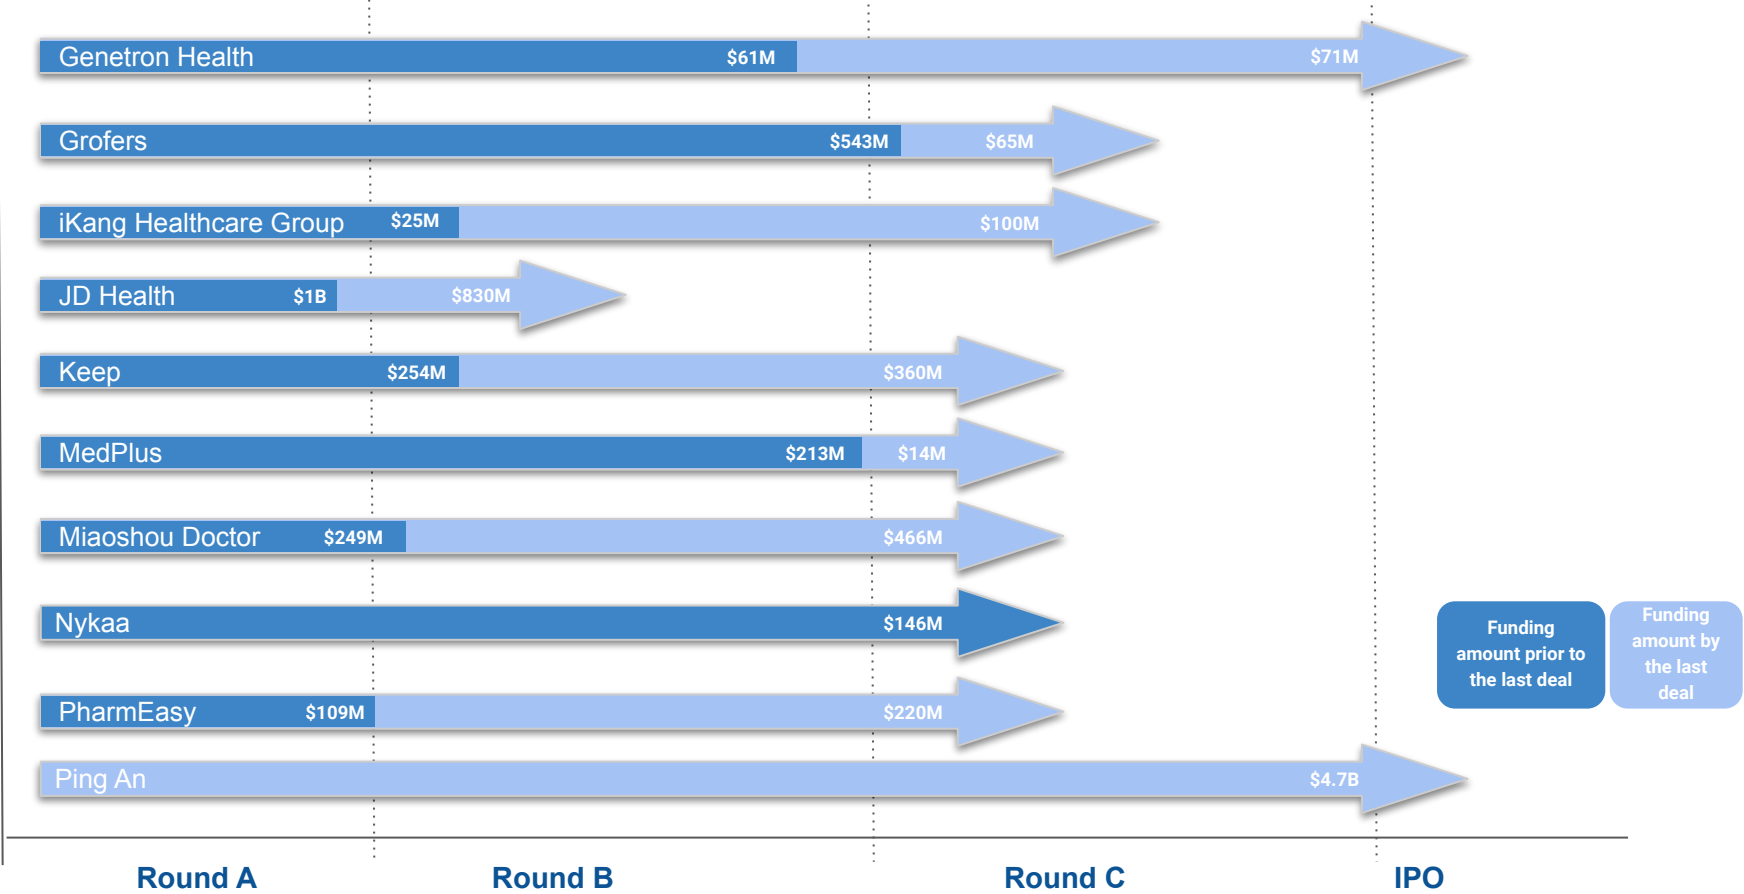 Genetron Health $61M $71M
Grofers $543M $65M
iKang Healthcare Group $25M $100M
JD Health $1B $830M
Keep $254M $360M
MedPlus $213M $14M
Miaoshou Doctor $249M $466M
Nykaa $146M
Funding
amount prior to
the last deal
Funding
amount by
the last
deal
PharmEasy $109M $220M
Ping An $4.7B
Round A Round B Round C IPO